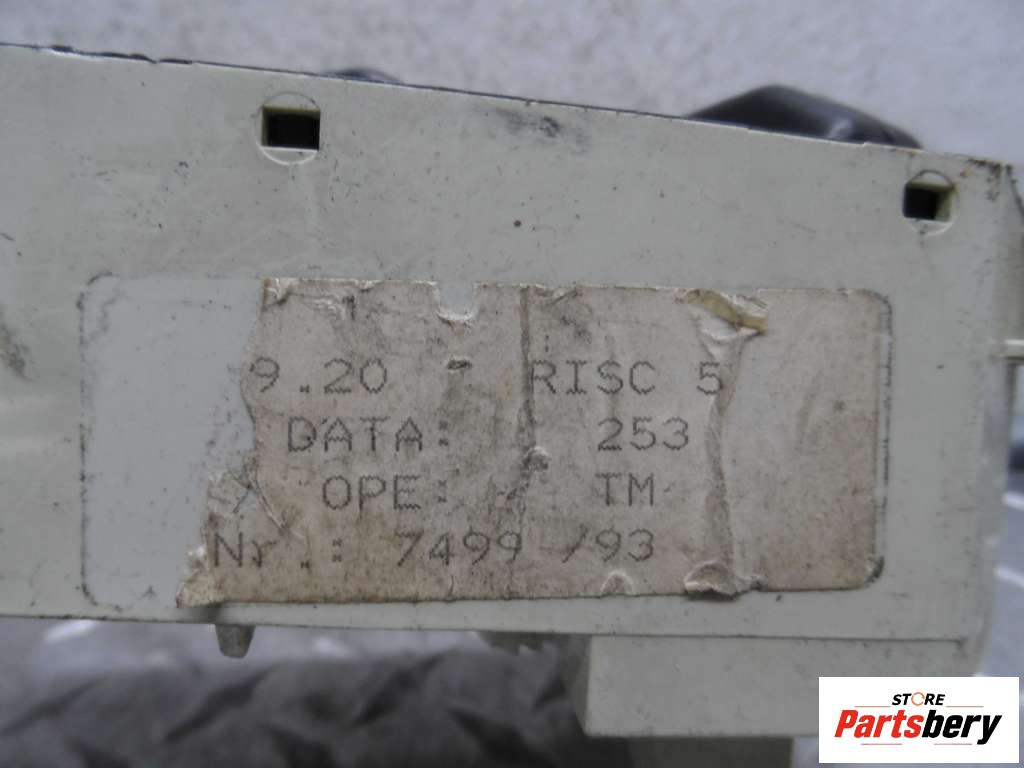 9.20 - RISC 5
DATA: 253
OPE: TM
Nr.: 7499 /93
STORE
Partsbery